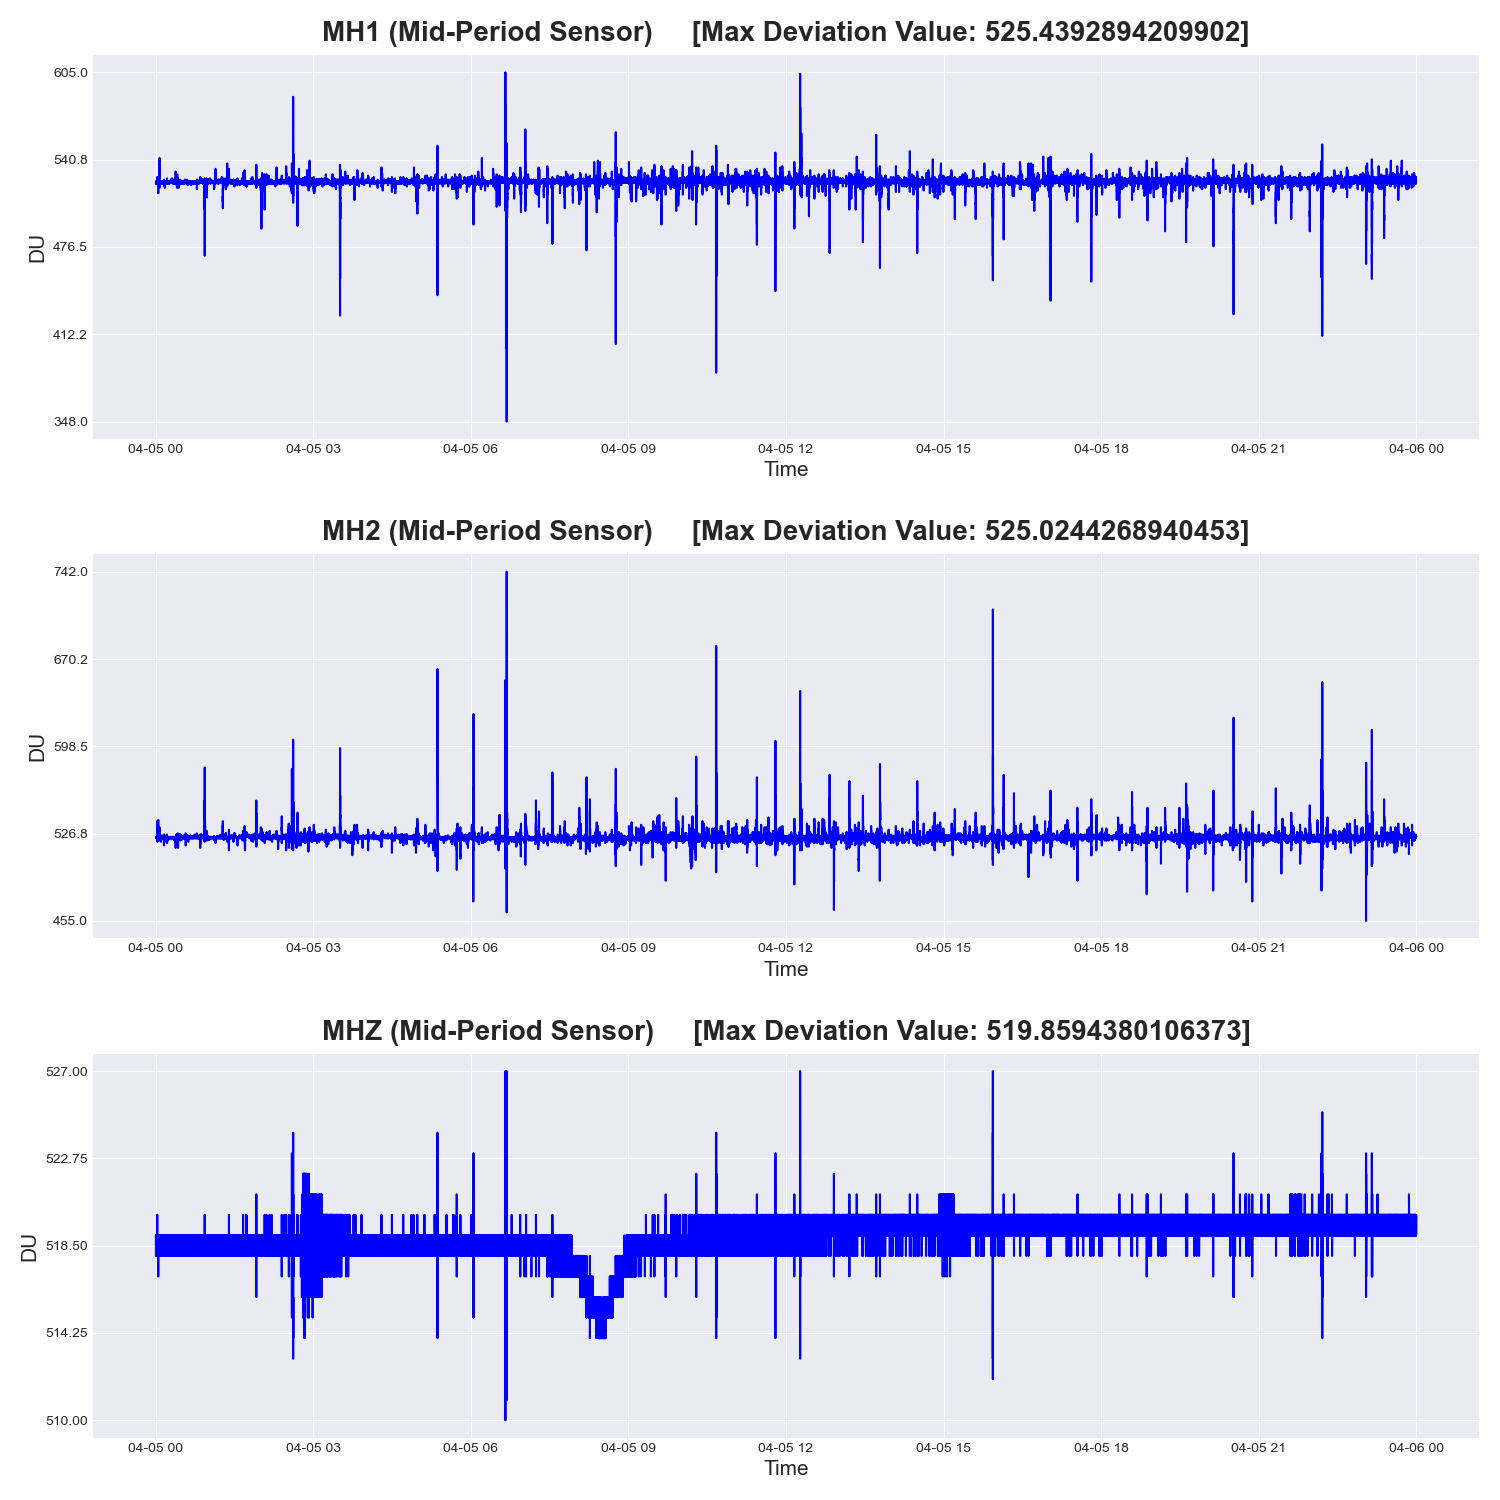 MH1 (Mid-Period Sensor) [Max Deviation Value: 525.4392894209902]
605.0
540.8
476.5
412.2
348.0
DU
04-05 00 04-05 03 04-05 06 04-05 09 04-05 12 04-05 15 04-05 18 04-05 21 04-06 00
Time
MH2 (Mid-Period Sensor) [Max Deviation Value: 525.0244268940453]
742.0
670.2
598.5
526.8
455.0
DU
04-05 00 04-05 03 04-05 06 04-05 09 04-05 12 04-05 15 04-05 18 04-05 21 04-06 00
Time
MHZ (Mid-Period Sensor) [Max Deviation Value: 519.8594380106373]
527.00
522.75
518.50
514.25
510.00
DU
04-05 00 04-05 03 04-05 06 04-05 09 04-05 12 04-05 15 04-05 18 04-05 21 04-06 00
Time